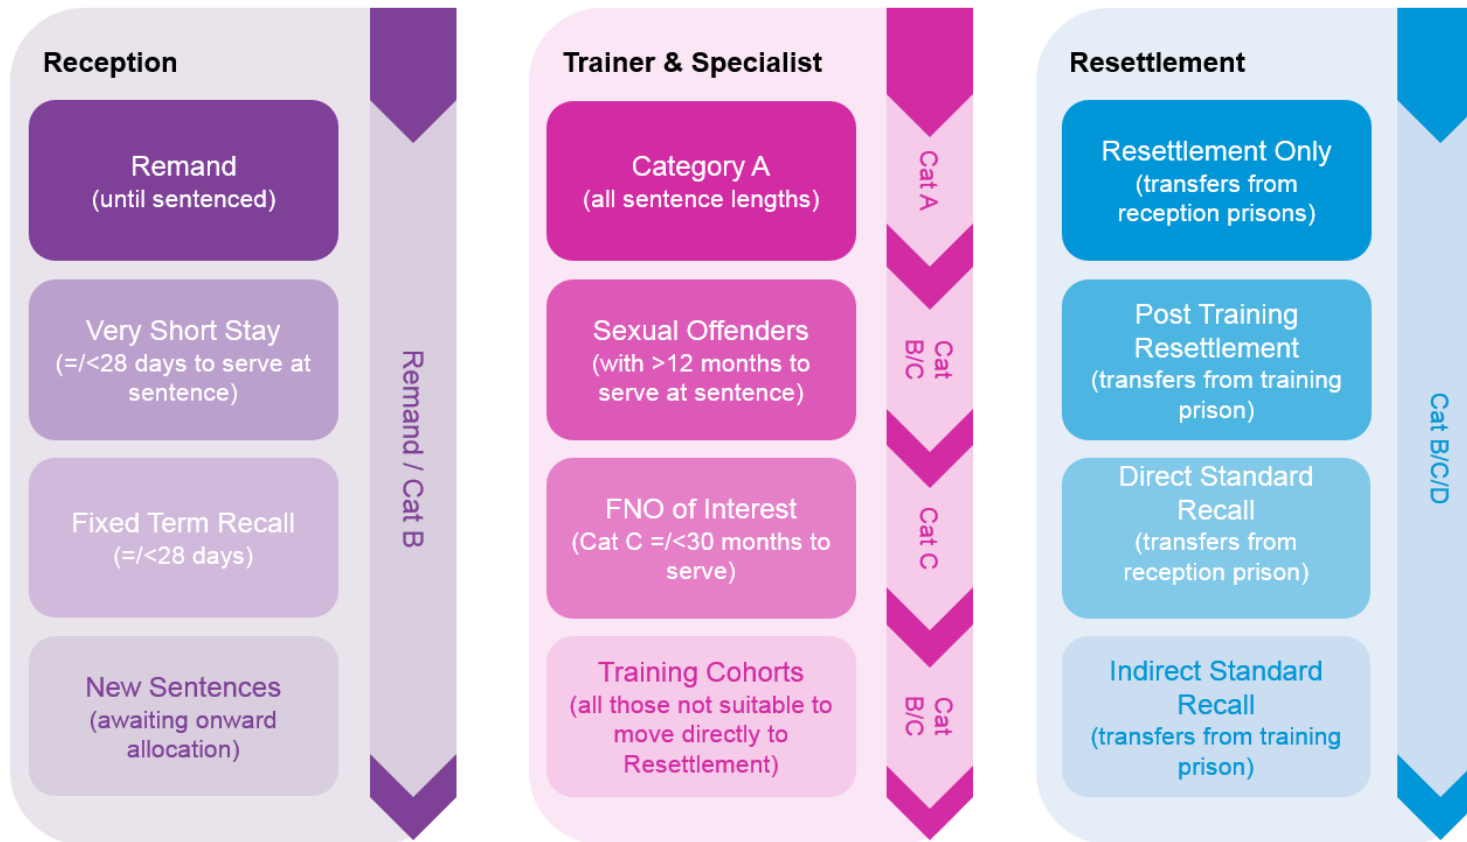 Reception
Remand
(until sentenced)
Very Short Stay
(=/<28 days to serve at
sentence)
Fixed Term Recall
(=/<28 days)
New Sentences
(awaiting onward
allocation)
Remand / Cat B
Trainer & Specialist
Category A
(all sentence lengths)
Cat A
Sexual Offenders
(with >12 months to
serve at sentence)
Cat
B/C
FNO of Interest
(Cat C =/<30 months to
serve)
Cat C
Training Cohorts
(all those not suitable to
move directly to
Resettlement)
Cat
B/C
Resettlement
Resettlement Only
(transfers from
reception prisons)
Post Training
Resettlement
(transfers from training
prison)
Direct Standard
Recall
(transfers from
reception prison)
Indirect Standard
Recall
(transfers from training
prison)
Cat B/C/D